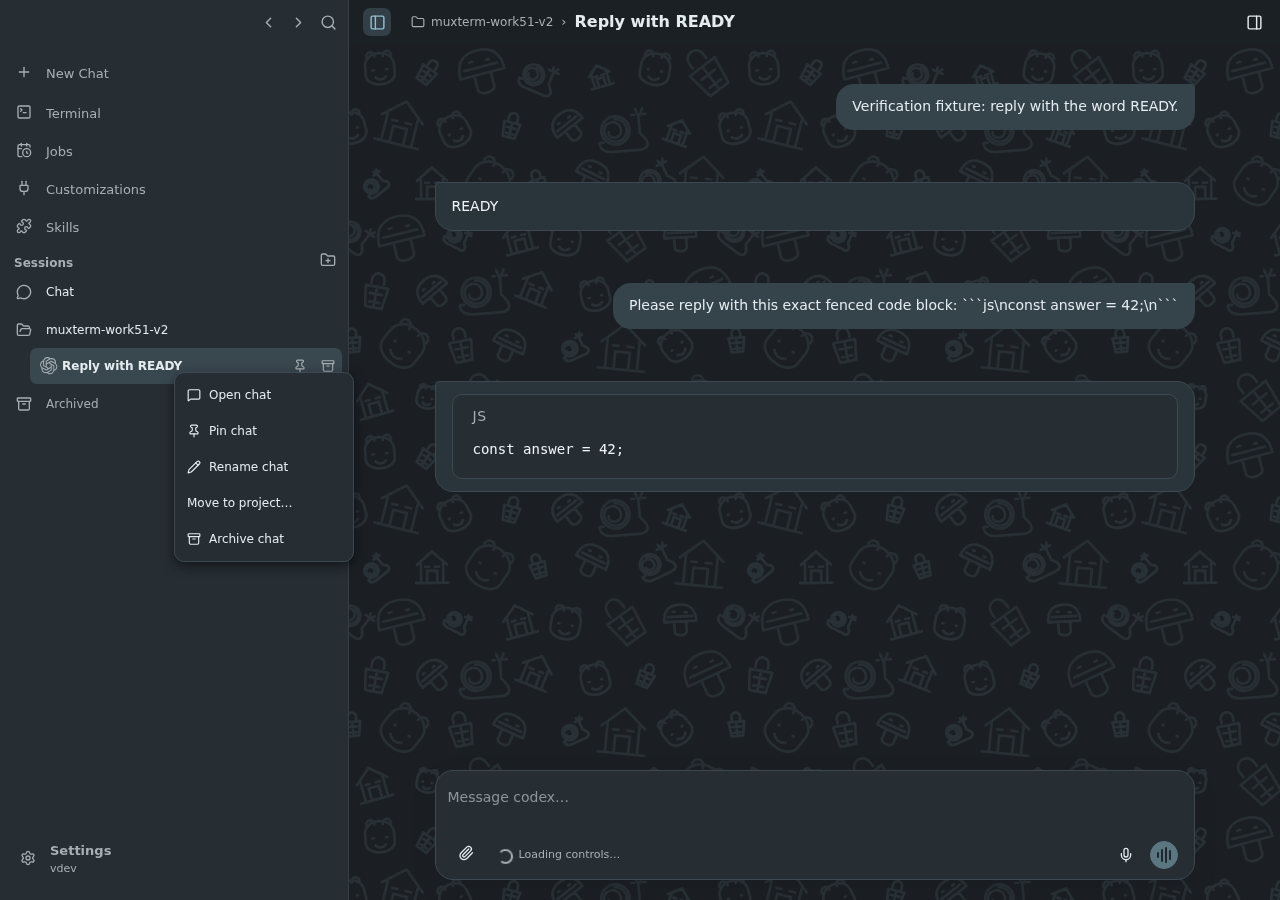 muxterm-work51-v2 › Reply with READY
New Chat
Terminal
Jobs
Customizations
Skills
Sessions
Chat
muxterm-work51-v2
Reply with READY
Archived
Open chat
Pin chat
Rename chat
Move to project…
Archive chat
Settings
vdev
Verification fixture: reply with the word READY.
READY
Please reply with this exact fenced code block: ```js\nconst answer = 42;\n```
JS
const answer = 42;
Message codex…
Loading controls…